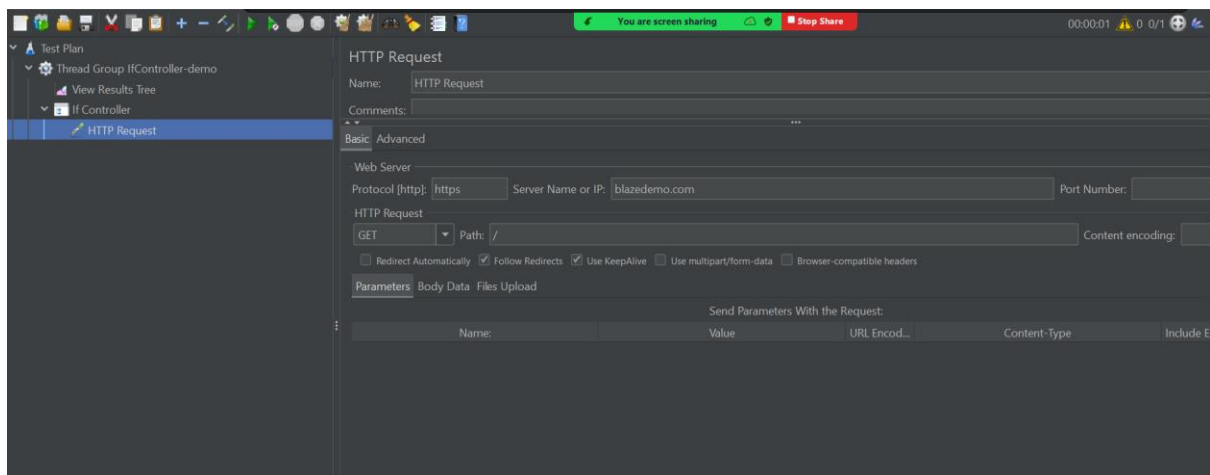 You are screen sharing Stop Share 00:00:01 0 0/1
Test Plan
Thread Group IfController-demo
View Results Tree
If Controller
HTTP Request
HTTP Request
Name: HTTP Request
Comments:
Basic Advanced
Web Server
Protocol [http]: https Server Name or IP: blazedemo.com Port Number:
HTTP Request
GET Path: / Content encoding:
Redirect Automatically Follow Redirects Use KeepAlive Use multipart/form-data Browser-compatible headers
Parameters Body Data Files Upload
Send Parameters With the Request:
Name: Value URL Encod... Content-Type Include E